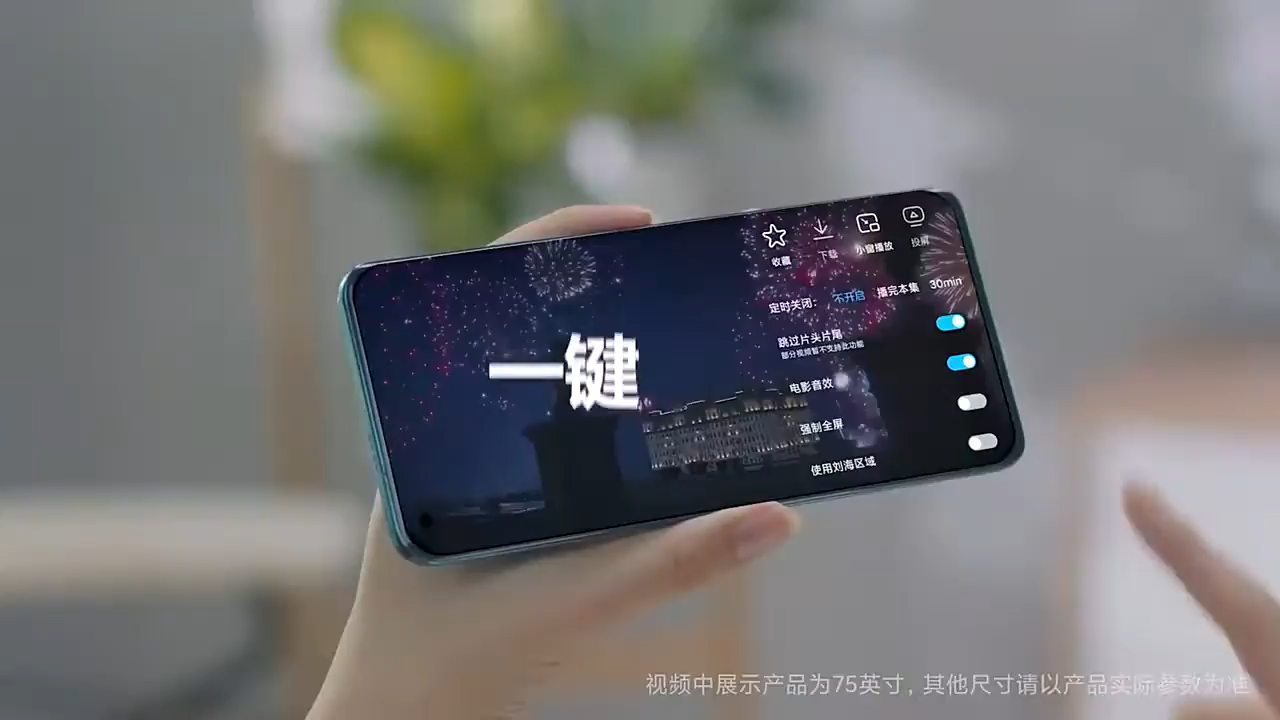 收藏
下载
小窗播放
投屏
定时关闭: 不开启 播完本集 30min
跳过片头片尾
部分视频暂不支持此功能
电影音效
强制全屏
使用刘海区域
一键
视频中展示产品为75英寸, 其他尺寸请以产品实际参数为准